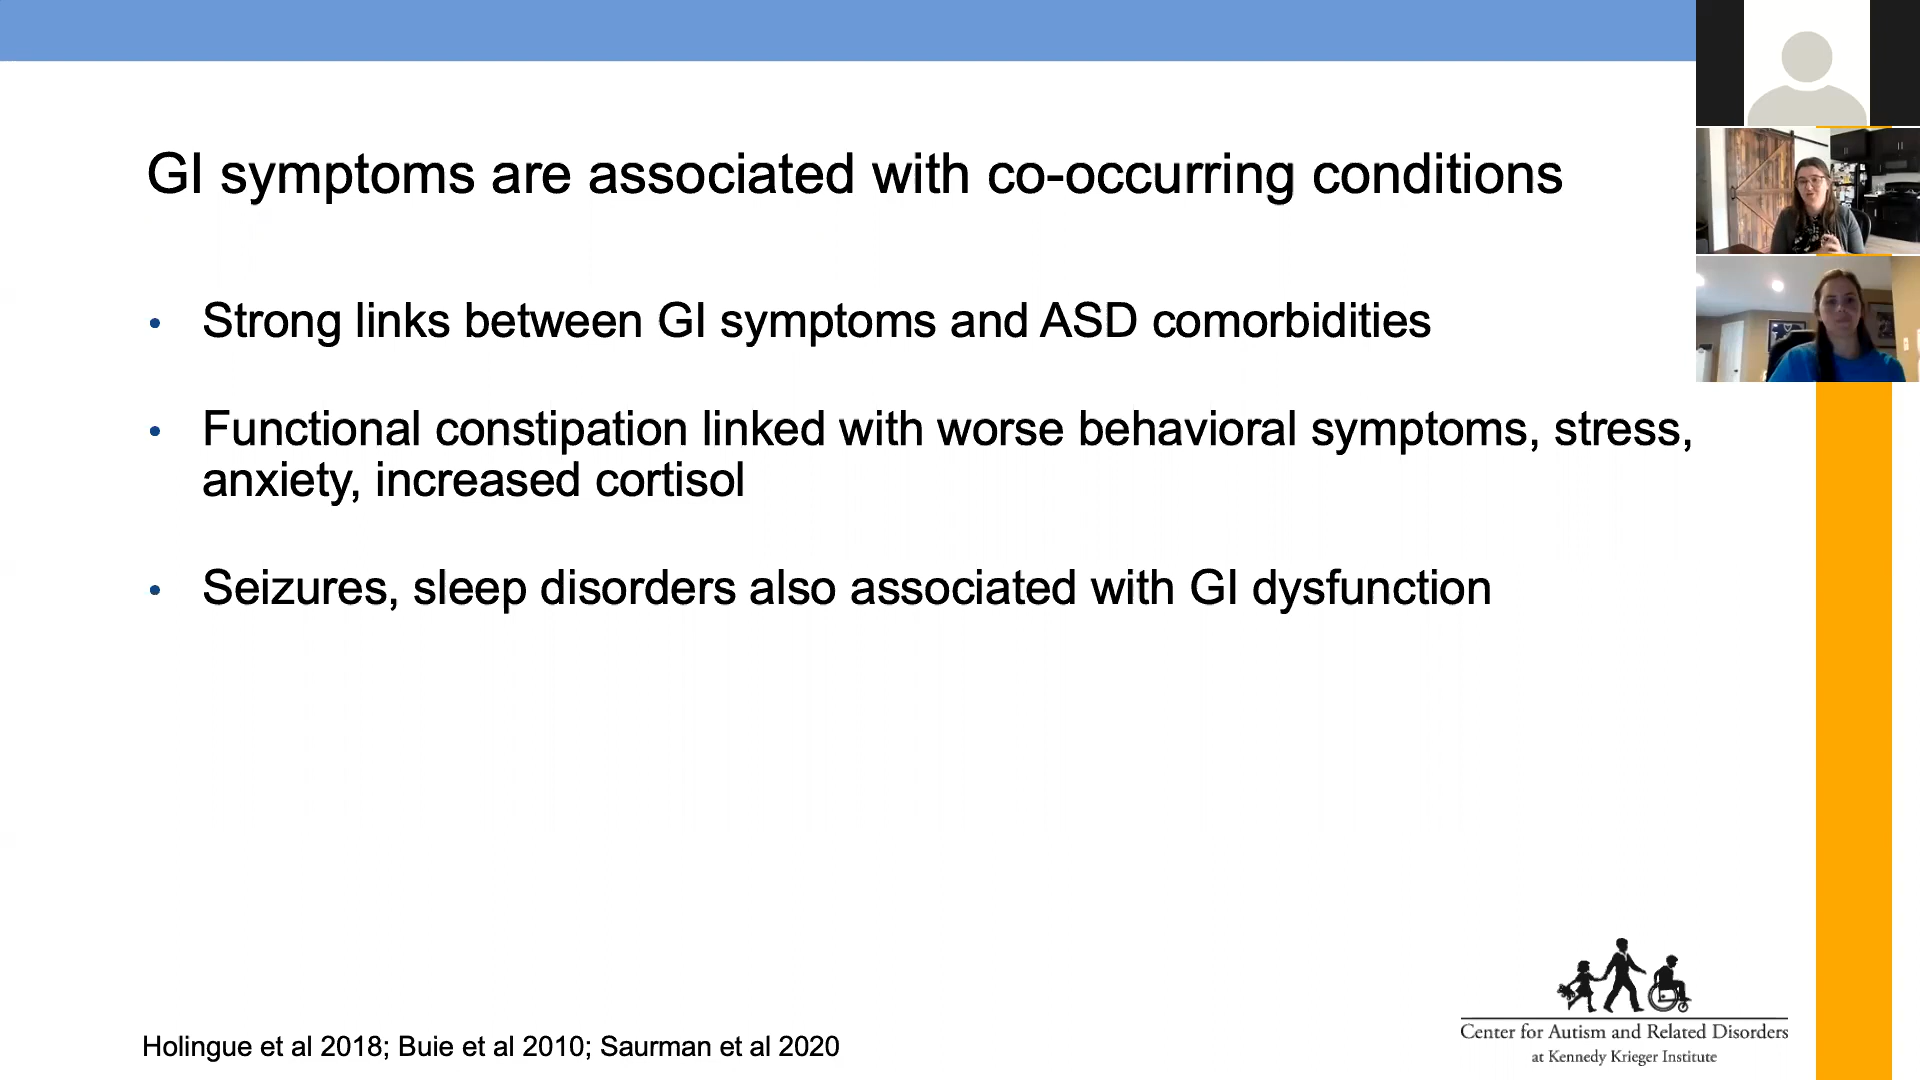 GI symptoms are associated with co-occurring conditions
• Strong links between GI symptoms and ASD comorbidities
• Functional constipation linked with worse behavioral symptoms, stress,
anxiety, increased cortisol
• Seizures, sleep disorders also associated with GI dysfunction
Holingue et al 2018; Buie et al 2010; Saurman et al 2020
Center for Autism and Related Disorders
at Kennedy Krieger Institute